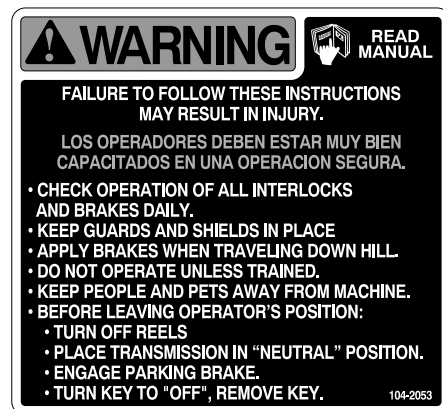 WARNING
READ
MANUAL
FAILURE TO FOLLOW THESE INSTRUCTIONS
MAY RESULT IN INJURY.
LOS OPERADORES DEBEN ESTAR MUY BIEN
CAPACITADOS EN UNA OPERACION SEGURA.
• CHECK OPERATION OF ALL INTERLOCKS
AND BRAKES DAILY.
• KEEP GUARDS AND SHIELDS IN PLACE
• APPLY BRAKES WHEN TRAVELING DOWN HILL.
• DO NOT OPERATE UNLESS TRAINED.
• KEEP PEOPLE AND PETS AWAY FROM MACHINE.
• BEFORE LEAVING OPERATOR'S POSITION:
• TURN OFF REELS
• PLACE TRANSMISSION IN “NEUTRAL” POSITION.
• ENGAGE PARKING BRAKE.
• TURN KEY TO "OFF", REMOVE KEY.
104-2053